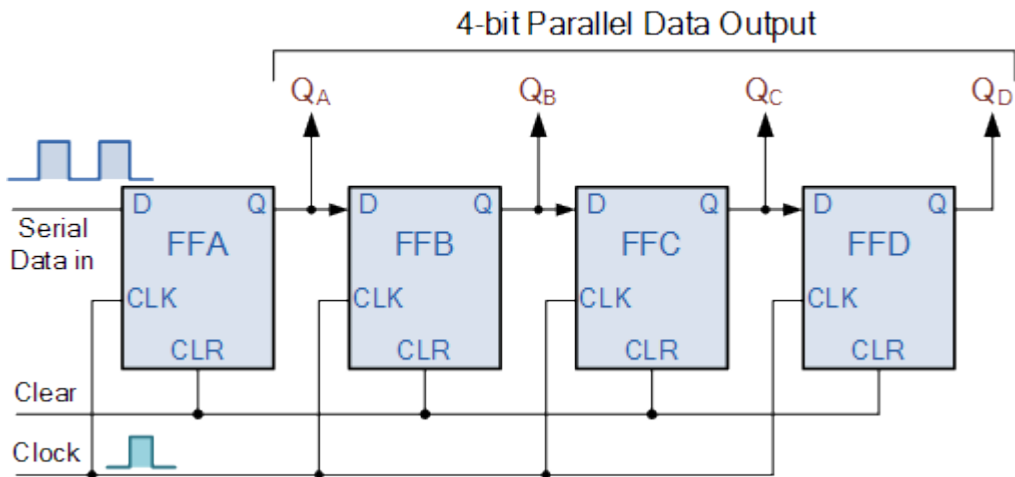 4-bit Parallel Data Output
QA QB QC QD
D Q D Q D Q D Q
Serial
Data in
FFA FFB FFC FFD
CLK CLK CLK CLK
CLR CLR CLR CLR
Clear
Clock